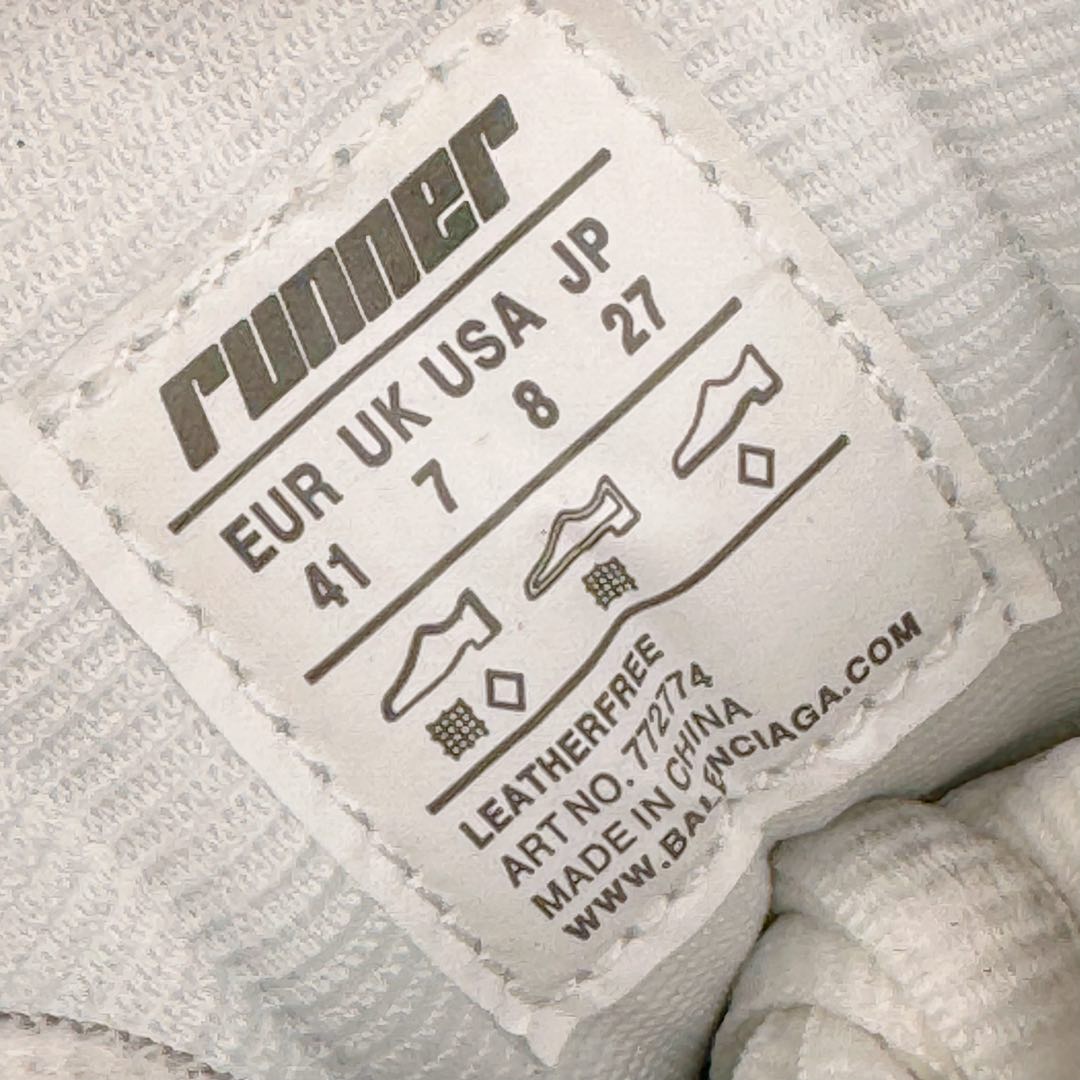 runner
EUR UK USA JP
41 7 8 27
LEATHERFREE
ART NO. 772774
MADE IN CHINA
WWW.BALENCIAGA.COM